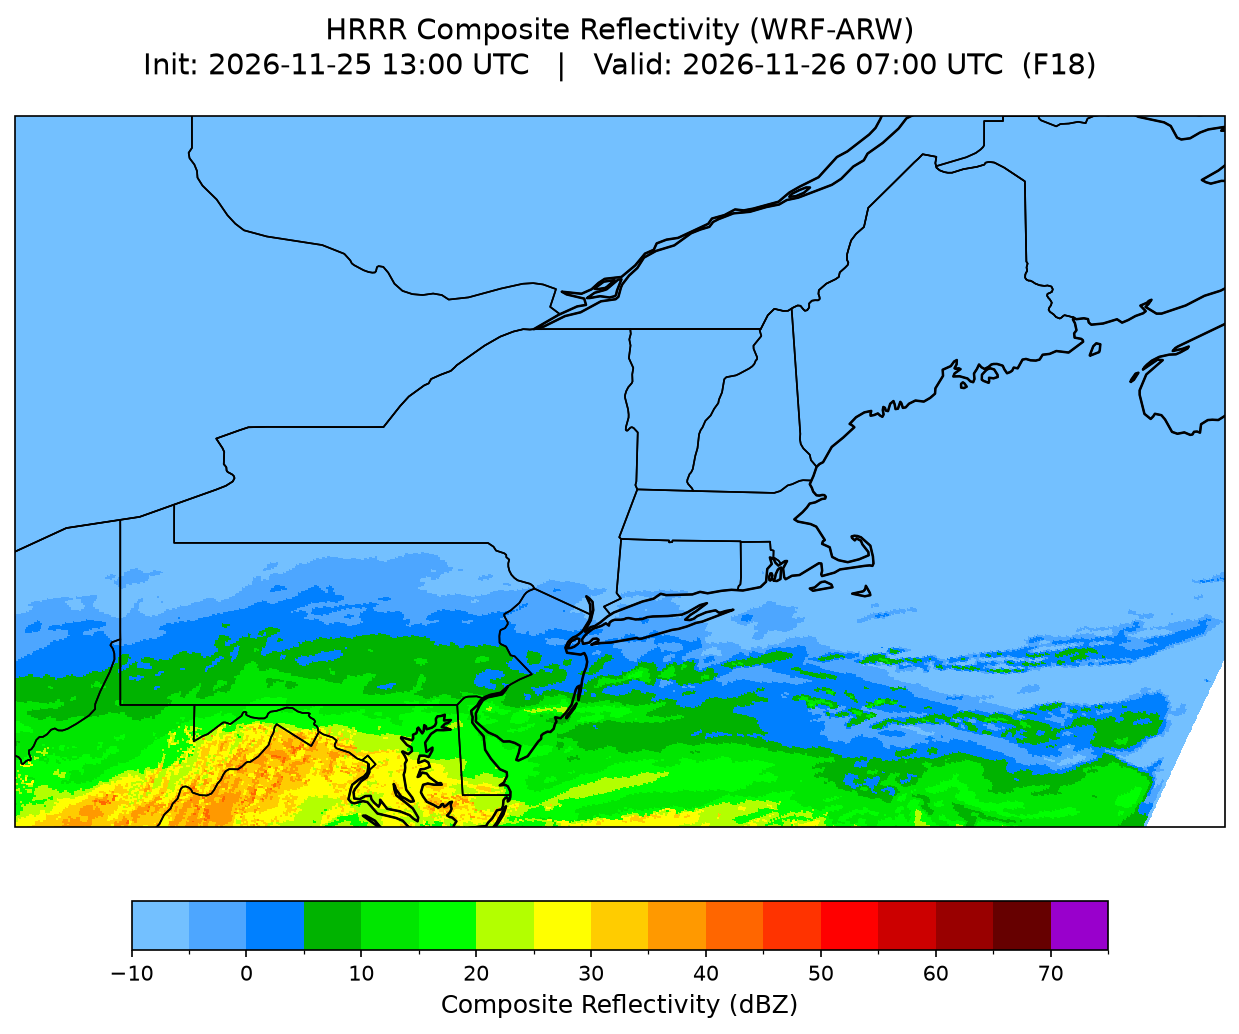 HRRR Composite Reflectivity (WRF-ARW)
Init: 2026-11-25 13:00 UTC   |   Valid: 2026-11-26 07:00 UTC  (F18)
−10 0 10 20 30 40 50 60 70
Composite Reflectivity (dBZ)